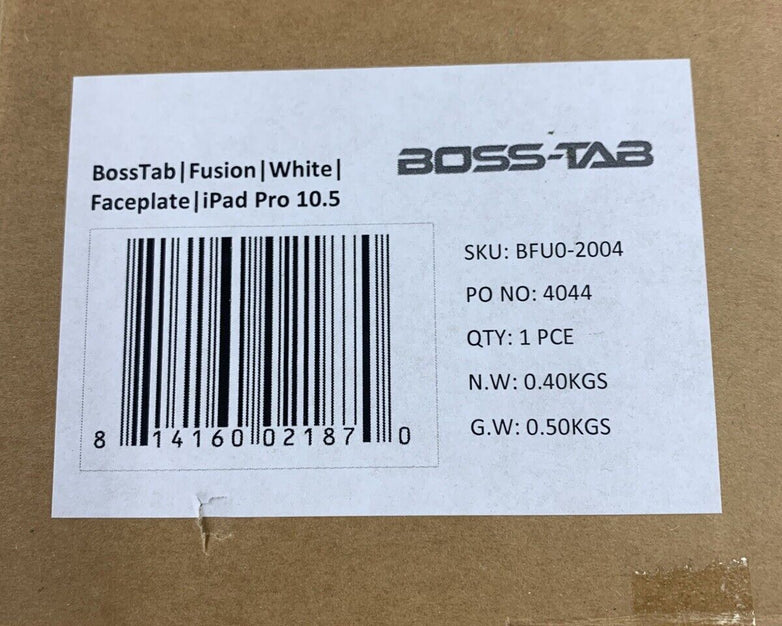 BossTab|Fusion|White|
Faceplate|iPad Pro 10.5
BOSS-TAB
SKU: BFU0-2004
PO NO: 4044
QTY: 1 PCE
N.W: 0.40KGS
G.W: 0.50KGS
8 14160 02187 0